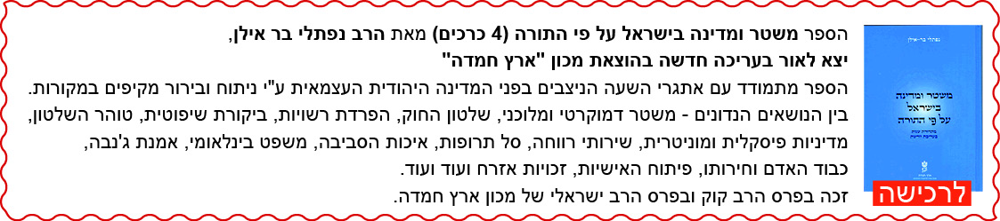 הספר משטר ומדינה בישראל על פי התורה (4 כרכים) מאת הרב נפתלי בר אילן,
יצא לאור בעריכה חדשה בהוצאת מכון "ארץ חמדה"
הספר מתמודד עם אתגרי השעה הניצבים בפני המדינה היהודית העצמאית ע"י ניתוח ובירור מקיפים במקורות.
בין הנושאים הנדונים - משטר דמוקרטי ומלוכני, שלטון החוק, הפרדת רשויות, ביקורת שיפוטית, טוהר השלטון,
מדיניות פיסקלית ומוניטרית, שירותי רווחה, סל תרופות, איכות הסביבה, משפט בינלאומי, אמנת ג'נבה,
כבוד האדם וחירותו, פיתוח האישיות, זכויות אזרח ועוד ועוד.
זכה בפרס הרב קוק ובפרס הרב ישראלי של מכון ארץ חמדה.
נפתלי בר-אילן
משטר ומדינה
בישראל
על פי התורה
לרכישה